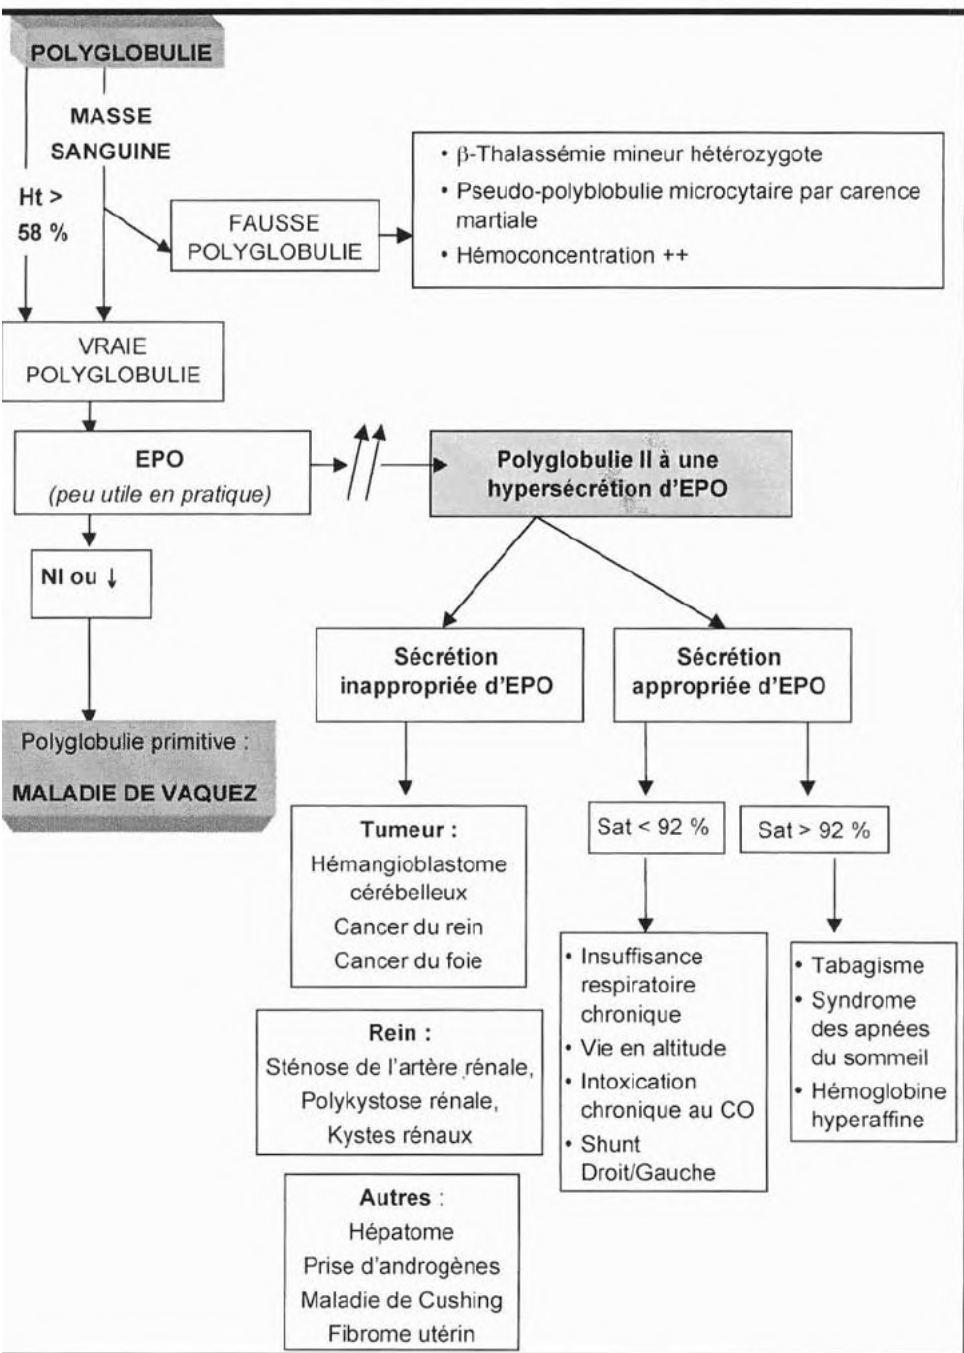 POLYGLOBULIE
MASSE
SANGUINE
Ht >
58 %
FAUSSE
POLYGLOBULIE
• β-Thalassémie mineur hétérozygote
• Pseudo-polyblobulie microcytaire par carence
martiale
• Hémoconcentration ++
VRAIE
POLYGLOBULIE
EPO
(peu utile en pratique)
Polyglobulie II à une
hypersécrétion d'EPO
NI ou ↓
Sécrétion
inappropriée d'EPO
Sécrétion
appropriée d'EPO
Polyglobulie primitive :
MALADIE DE VAQUEZ
Tumeur :
Hémangioblastome
cérébelleux
Cancer du rein
Cancer du foie
Sat < 92 %
Sat > 92 %
• Insuffisance
respiratoire
chronique
• Vie en altitude
• Intoxication
chronique au CO
• Shunt
Droit/Gauche
• Tabagisme
• Syndrome
des apnées
du sommeil
• Hémoglobine
hyperaffine
Rein :
Sténose de l'artère rénale,
Polykystose rénale,
Kystes rénaux
Autres :
Hépatome
Prise d'androgènes
Maladie de Cushing
Fibrome utérin